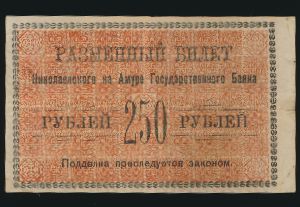 РАЗМЕННЫЙ БИЛЕТ
Николаевского на Амуре Государственного Банка
РУБЛЕЙ 250 РУБЛЕЙ
Подделка преследуется законом.